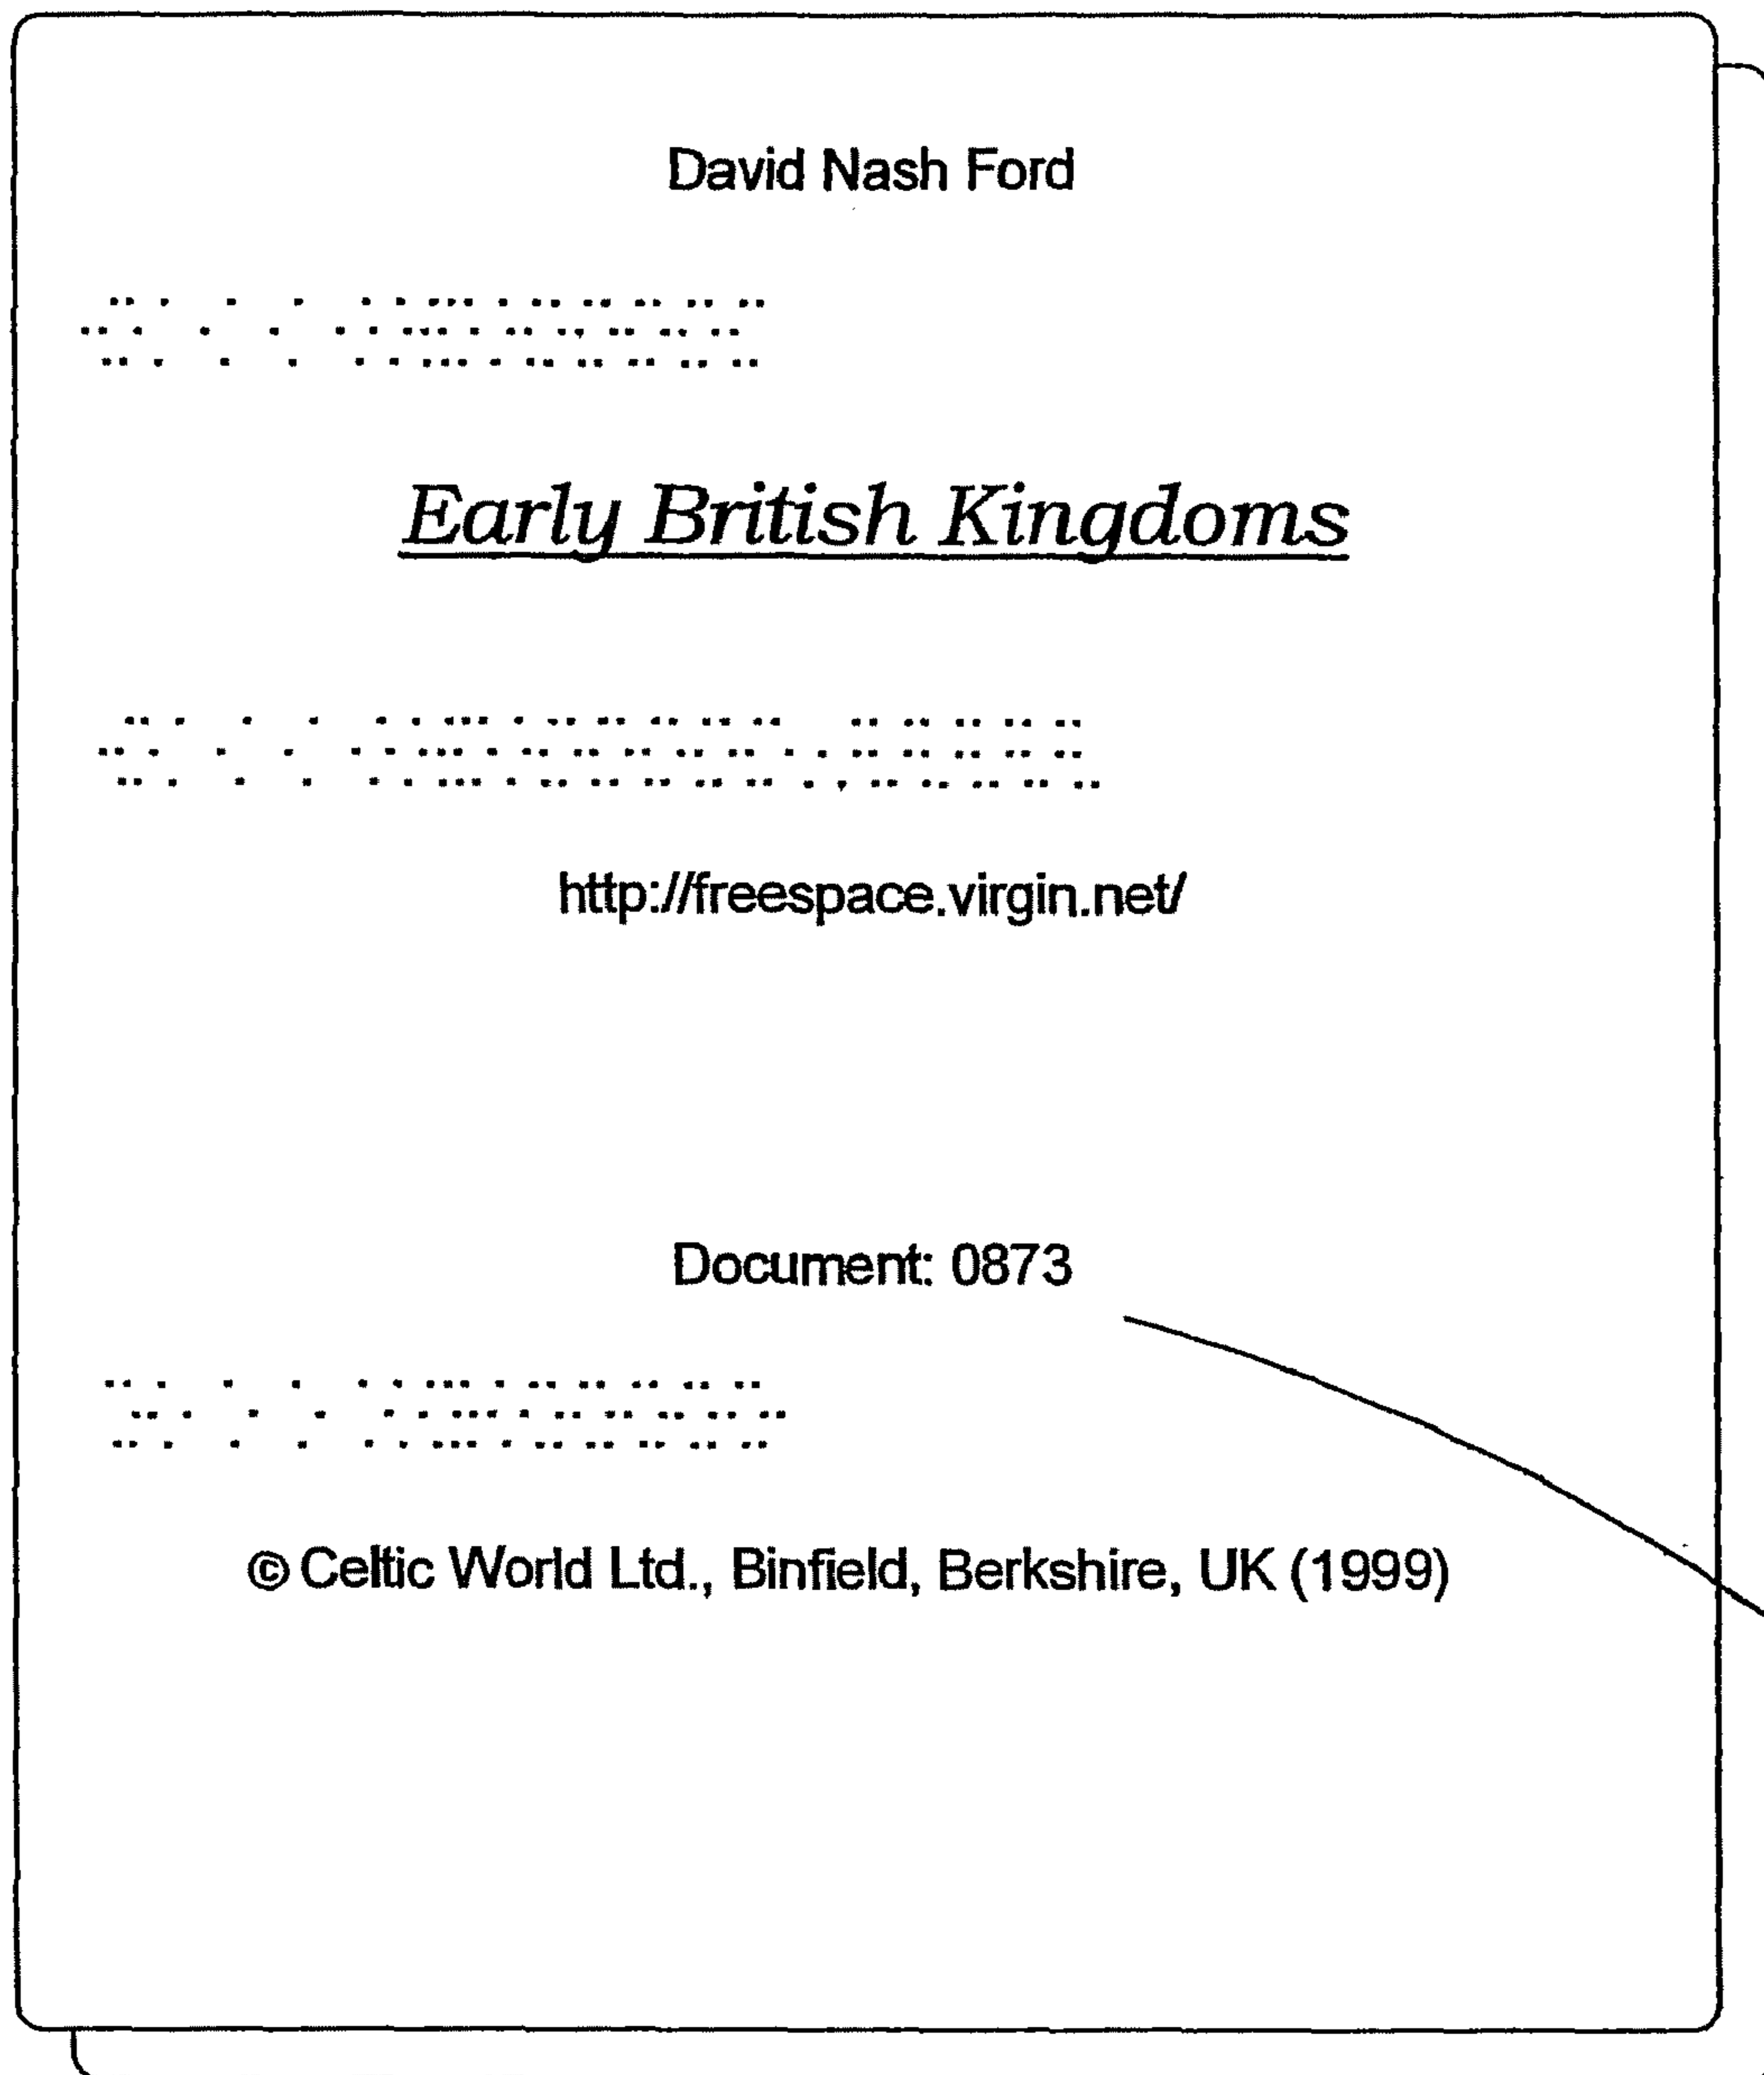 David Nash Ford
Early British Kingdoms
http://freespace.virgin.net/
Document: 0873
© Celtic World Ltd., Binfield, Berkshire, UK (1999)